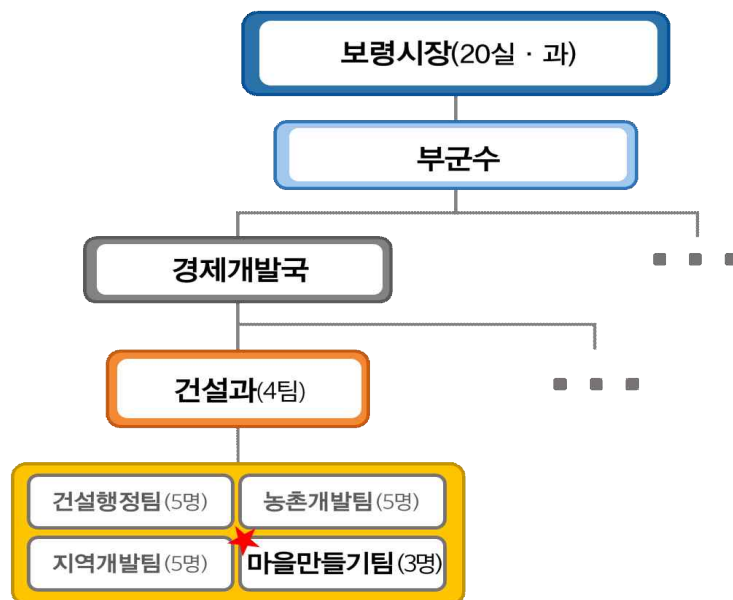 보령시장(20실 · 과)
부군수
경제개발국
건설과(4팀)
건설행정팀(5명) 농촌개발팀(5명)
지역개발팀(5명) 마을만들기팀(3명)